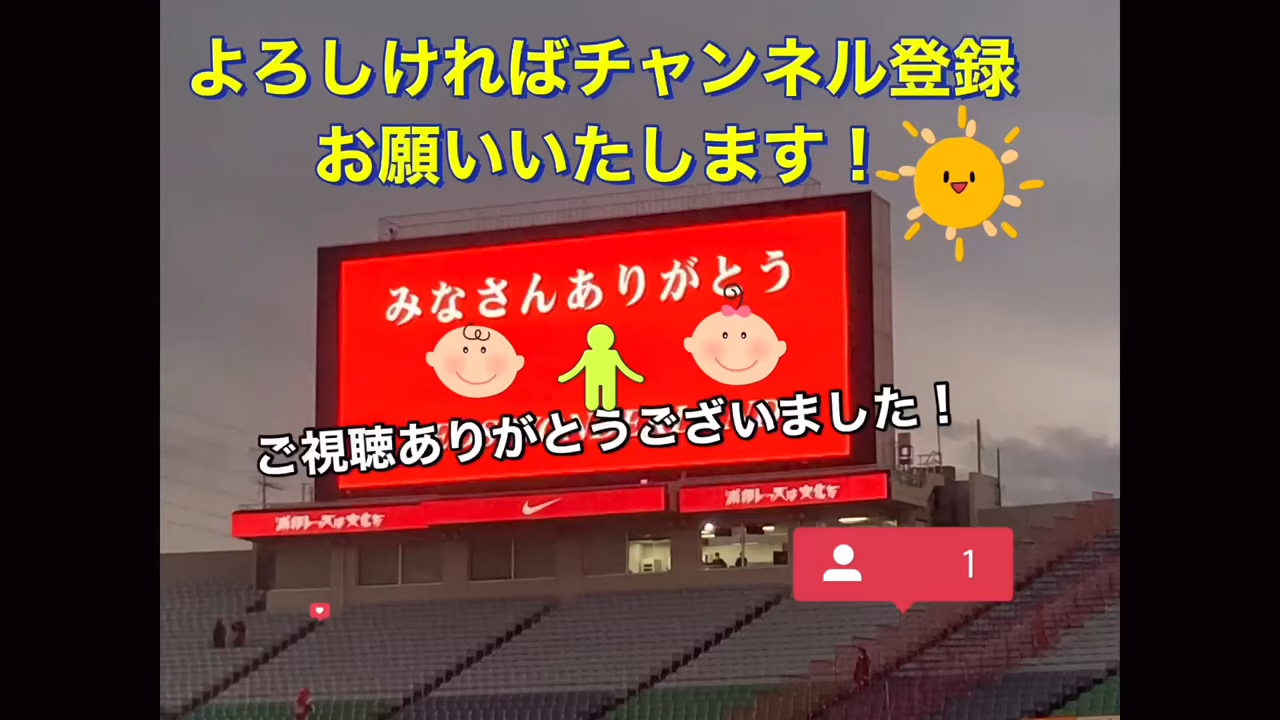 よろしければチャンネル登録
お願いいたします！
みなさんありがとう
ご視聴ありがとうございました！
1